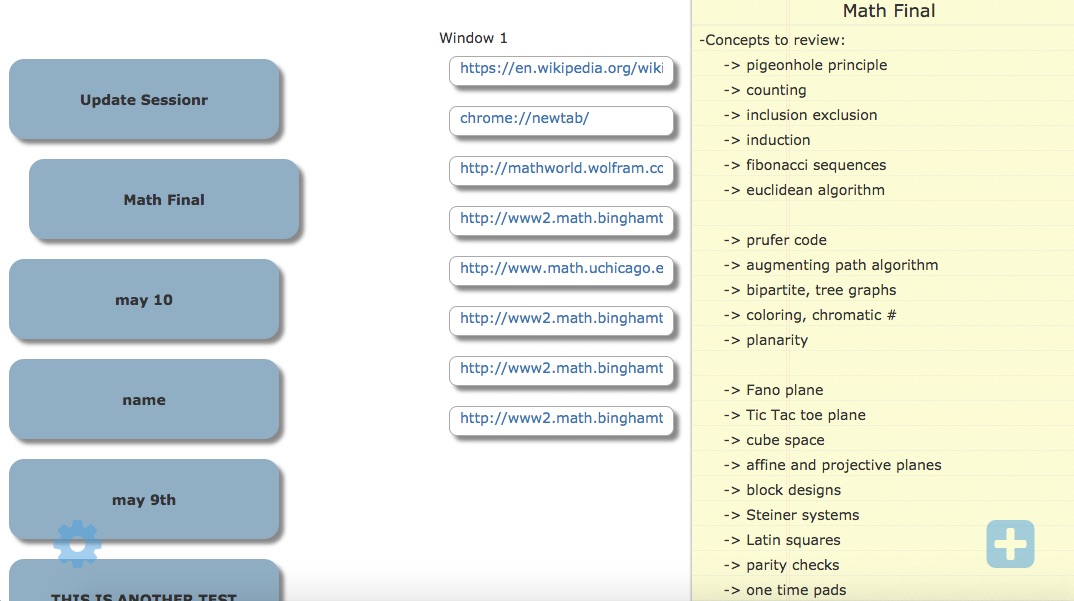 Update Sessionr
Math Final
may 10
name
may 9th
THIS IS ANOTHER TEST
Window 1
https://en.wikipedia.org/wiki
chrome://newtab/
http://mathworld.wolfram.cc
http://www2.math.binghamt
http://www.math.uchicago.e
http://www2.math.binghamt
http://www2.math.binghamt
http://www2.math.binghamt
Math Final
-Concepts to review:
-> pigeonhole principle
-> counting
-> inclusion exclusion
-> induction
-> fibonacci sequences
-> euclidean algorithm
-> prufer code
-> augmenting path algorithm
-> bipartite, tree graphs
-> coloring, chromatic #
-> planarity
-> Fano plane
-> Tic Tac toe plane
-> cube space
-> affine and projective planes
-> block designs
-> Steiner systems
-> Latin squares
-> parity checks
-> one time pads